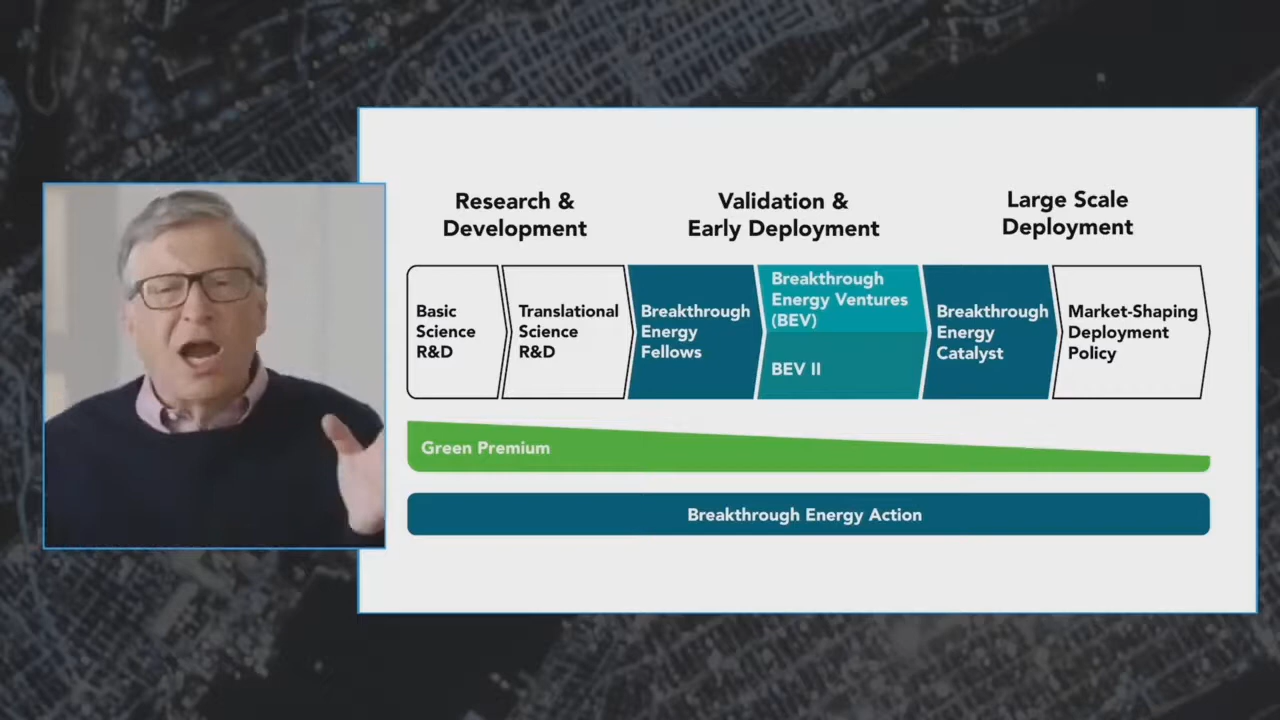 Research &
Development
Validation &
Early Deployment
Large Scale
Deployment
Basic
Science
R&D
Translational
Science
R&D
Breakthrough
Energy
Fellows
Breakthrough
Energy Ventures
(BEV)
BEV II
Breakthrough
Energy
Catalyst
Market-Shaping
Deployment
Policy
Green Premium
Breakthrough Energy Action